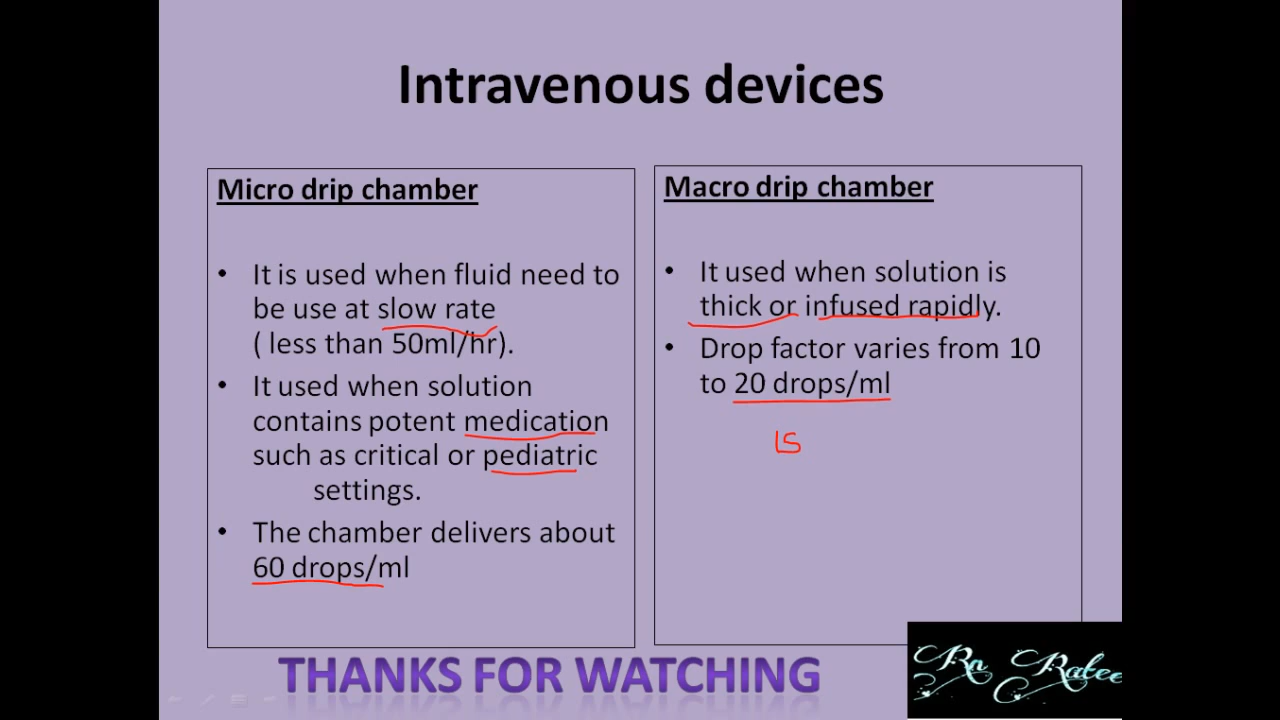 Intravenous devices
Micro drip chamber
• It is used when fluid need to
be use at slow rate
( less than 50ml/hr).
• It used when solution
contains potent medication
such as critical or pediatric
settings.
• The chamber delivers about
60 drops/ml
Macro drip chamber
• It used when solution is
thick or infused rapidly.
• Drop factor varies from 10
to 20 drops/ml
15
THANKS FOR WATCHING
Rn Ratee